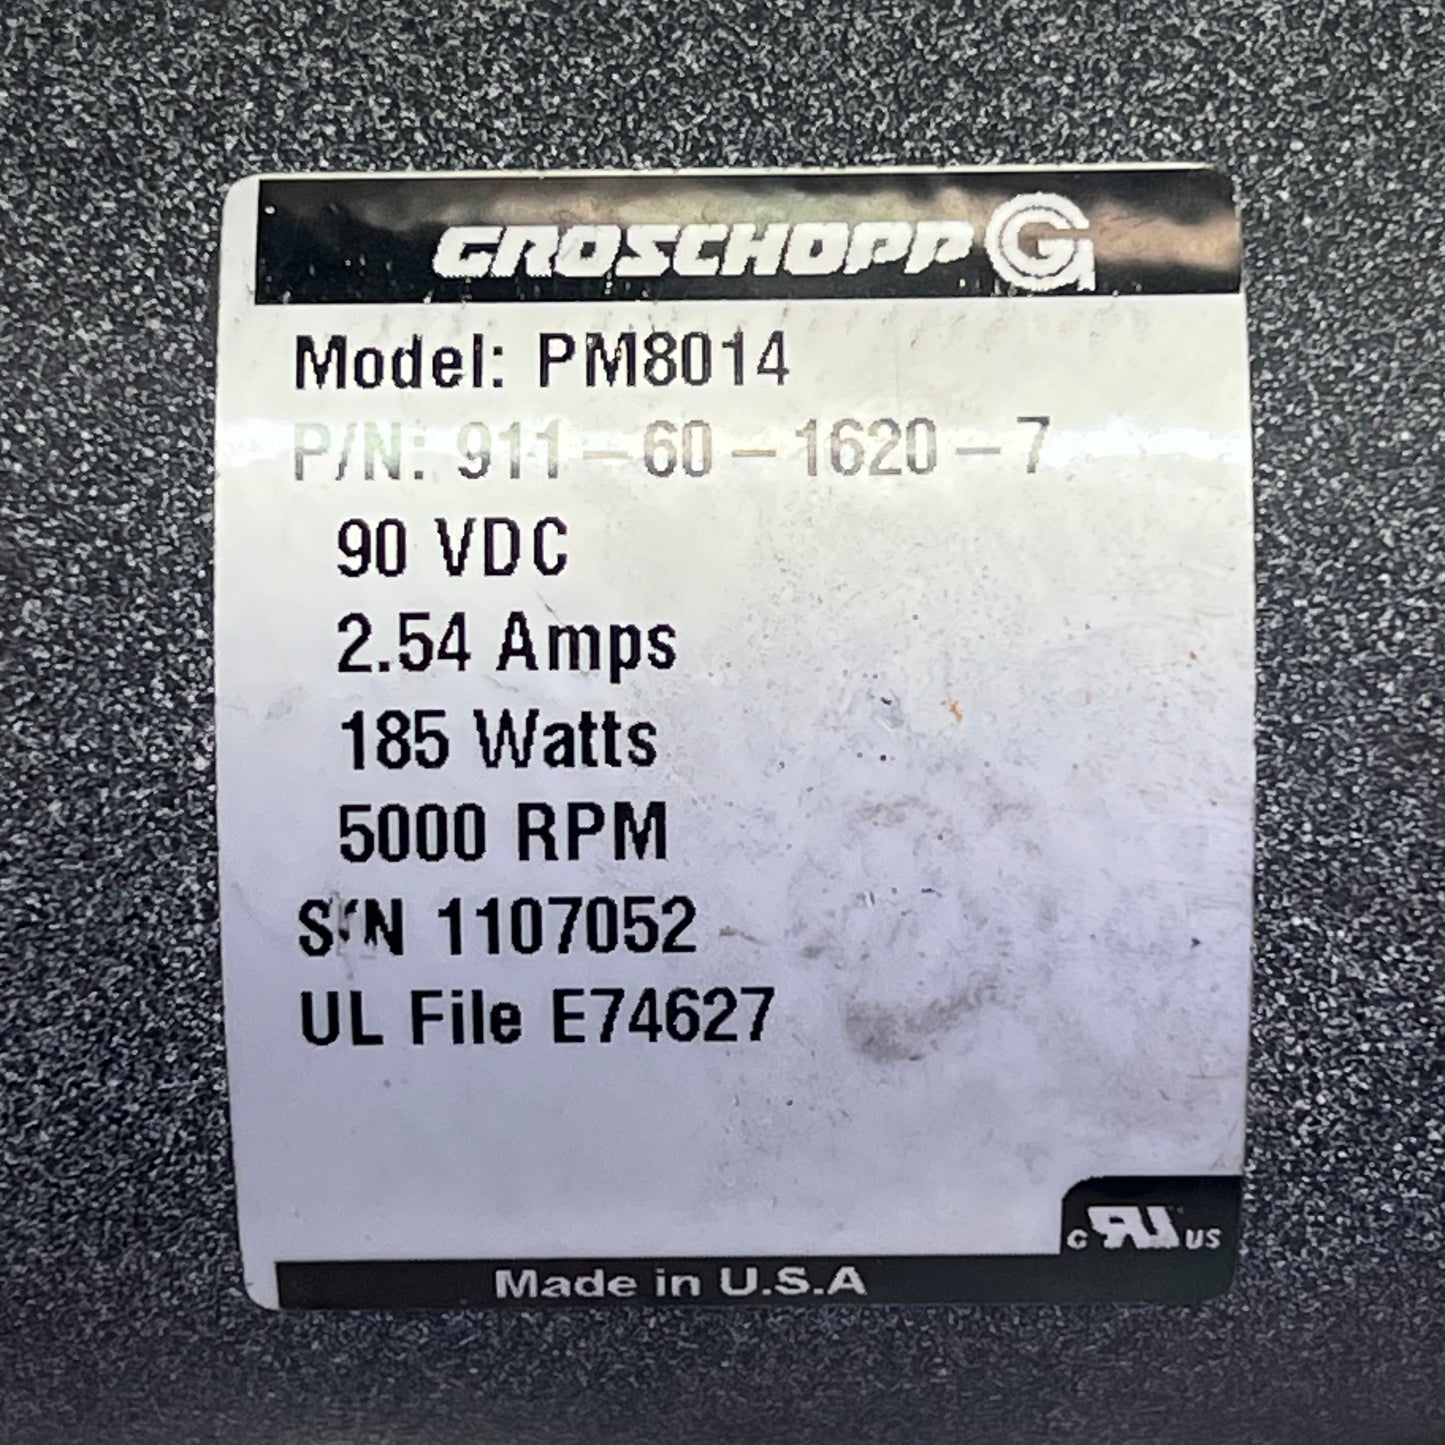 GROSCHOPP G
Model: PM8014
P/N: 911-60-1620-7
90 VDC
2.54 Amps
185 Watts
5000 RPM
S/N 1107052
UL File E74627
c RU US
Made in U.S.A